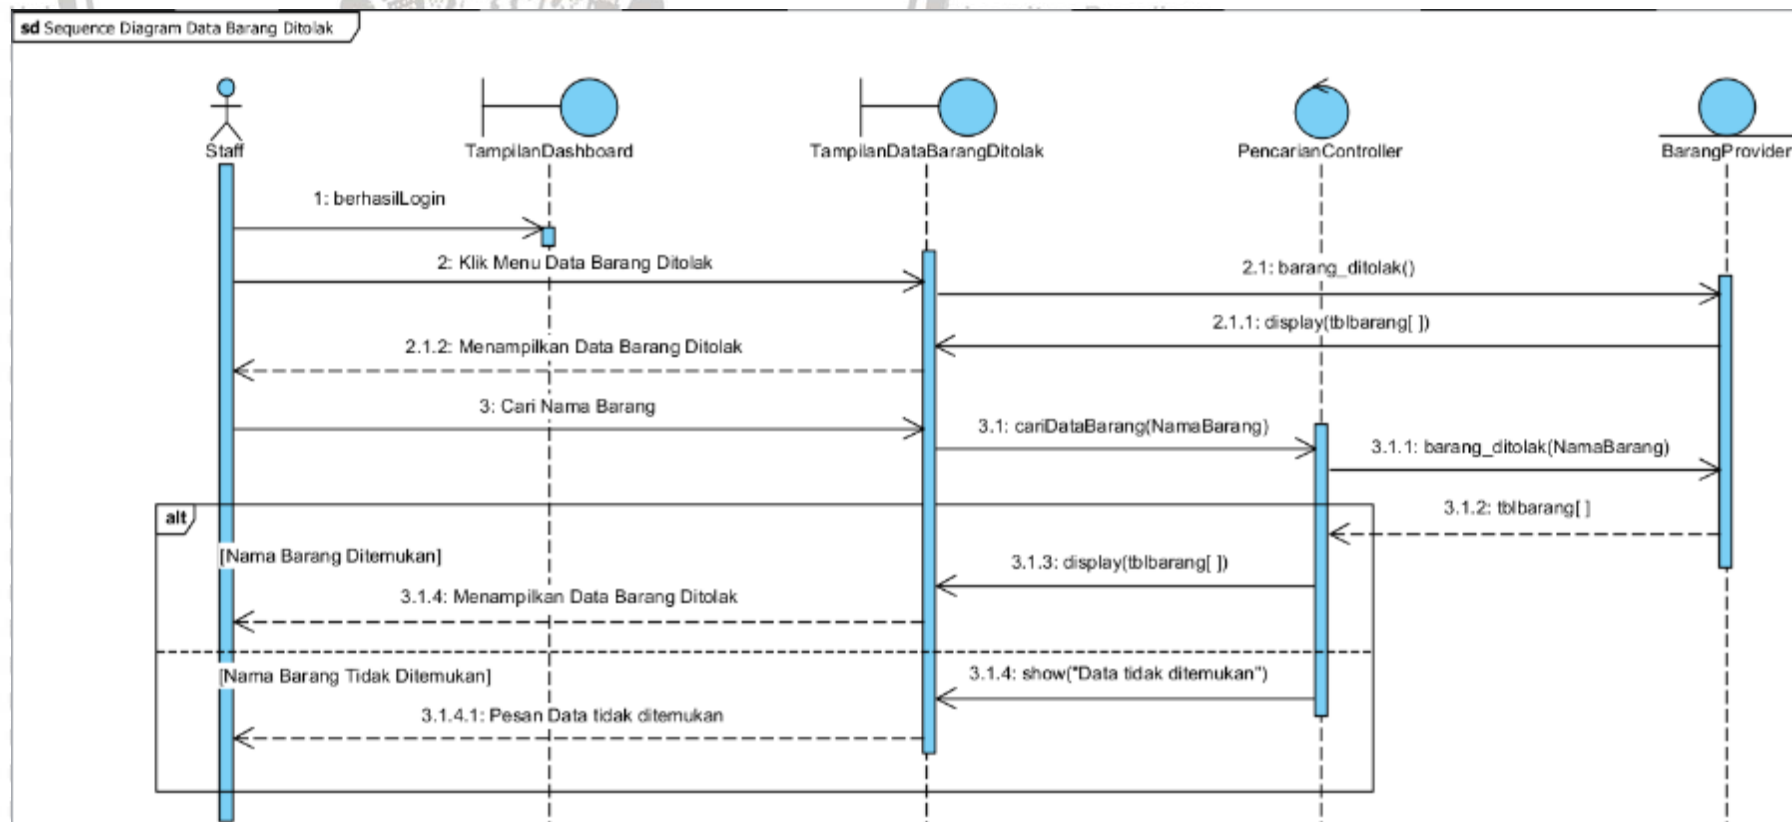 sd Sequence Diagram Data Barang Ditolak
Staff
TampilanDashboard
TampilanDataBarangDitolak
PencarianController
BarangProvider
1: berhasilLogin
2: Klik Menu Data Barang Ditolak
2.1: barang_ditolak()
2.1.1: display(tblbarang[ ])
2.1.2: Menampilkan Data Barang Ditolak
3: Cari Nama Barang
3.1: cariDataBarang(NamaBarang)
3.1.1: barang_ditolak(NamaBarang)
alt
3.1.2: tblbarang[ ]
[Nama Barang Ditemukan]
3.1.3: display(tblbarang[ ])
3.1.4: Menampilkan Data Barang Ditolak
[Nama Barang Tidak Ditemukan]
3.1.4: show("Data tidak ditemukan")
3.1.4.1: Pesan Data tidak ditemukan